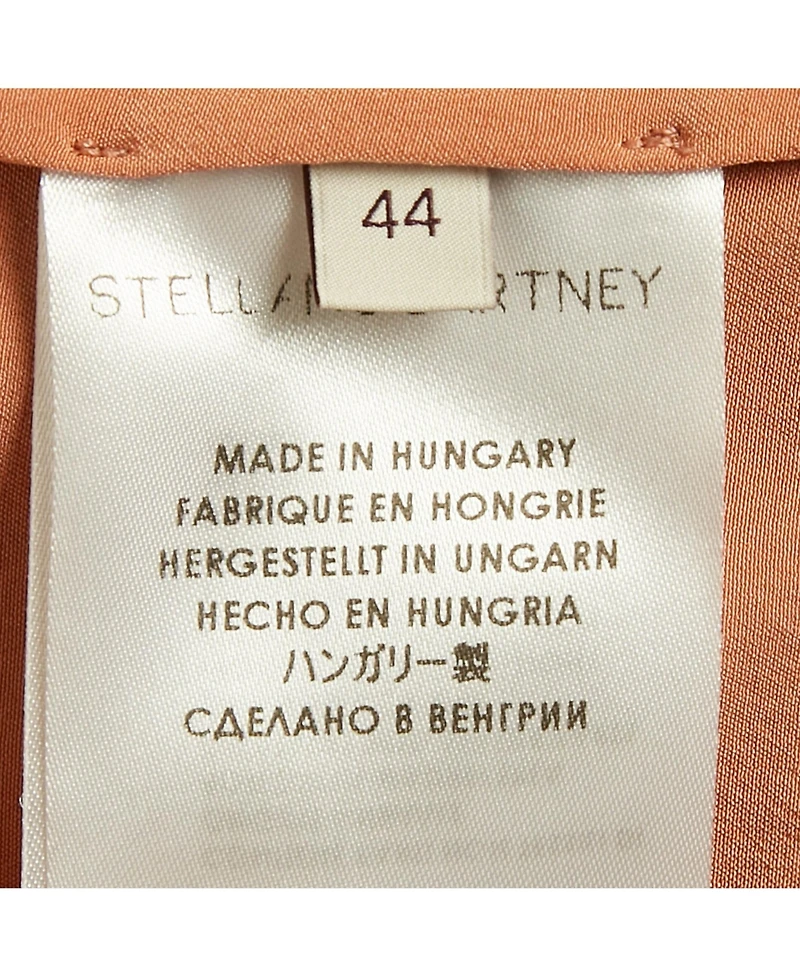 44
STELLA McCARTNEY
MADE IN HUNGARY
FABRIQUE EN HONGRIE
HERGESTELLT IN UNGARN
HECHO EN HUNGRIA
ハンガリー製
СДЕЛАНО В ВЕНГРИИ